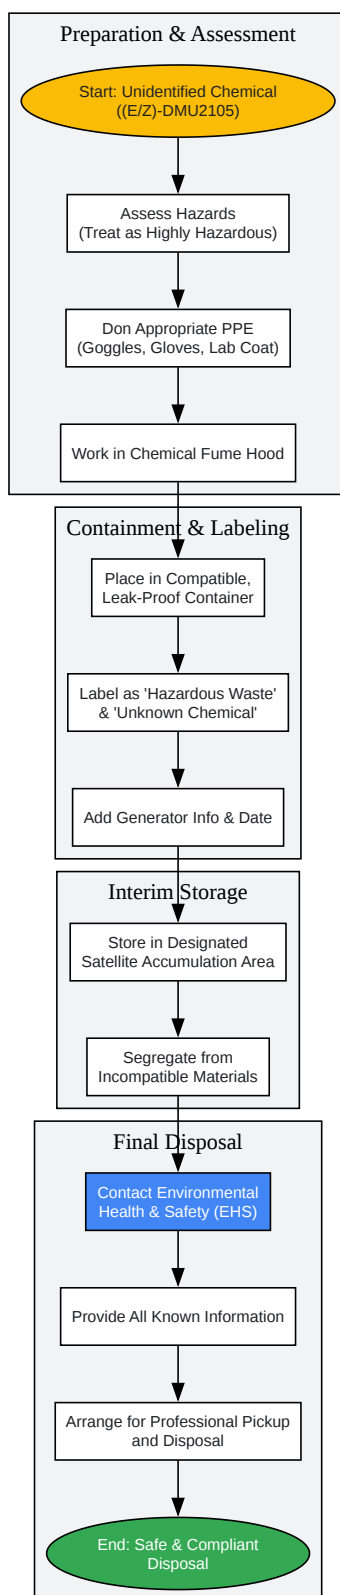 Preparation & Assessment
Start: Unidentified Chemical
((E/Z)-DMU2105)
Assess Hazards
(Treat as Highly Hazardous)
Don Appropriate PPE
(Goggles, Gloves, Lab Coat)
Work in Chemical Fume Hood
Containment & Labeling
Place in Compatible,
Leak-Proof Container
Label as 'Hazardous Waste'
& 'Unknown Chemical'
Add Generator Info & Date
Interim Storage
Store in Designated
Satellite Accumulation Area
Segregate from
Incompatible Materials
Final Disposal
Contact Environmental
Health & Safety (EHS)
Provide All Known Information
Arrange for Professional Pickup
and Disposal
End: Safe & Compliant
Disposal